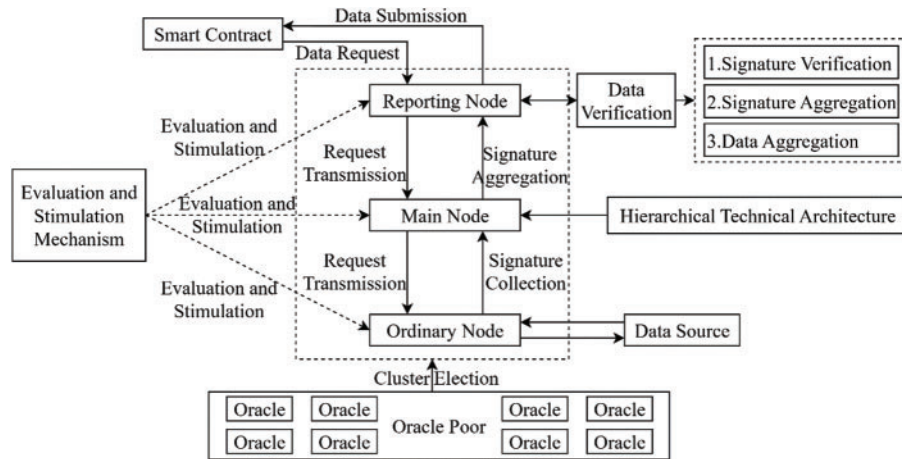 Data Submission
Smart Contract
Data Request
Reporting Node
Data
Verification
1.Signature Verification
2.Signature Aggregation
3.Data Aggregation
Evaluation and
Stimulation
Request
Transmission
Signature
Aggregation
Evaluation and
Stimulation
Mechanism
Evaluation and
Stimulation
Main Node
Hierarchical Technical Architecture
Evaluation and
Stimulation
Request
Transmission
Signature
Collection
Ordinary Node
Data Source
Cluster Election
Oracle Oracle Oracle Oracle
Oracle Poor
Oracle Oracle Oracle Oracle